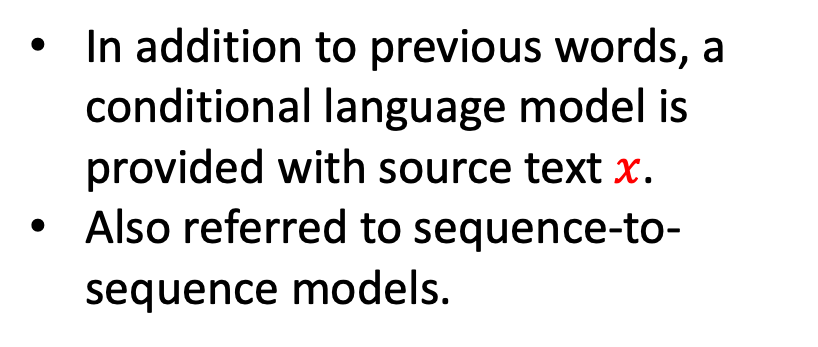 • In addition to previous words, a
conditional language model is
provided with source text 𝑥.
• Also referred to sequence-to-
sequence models.